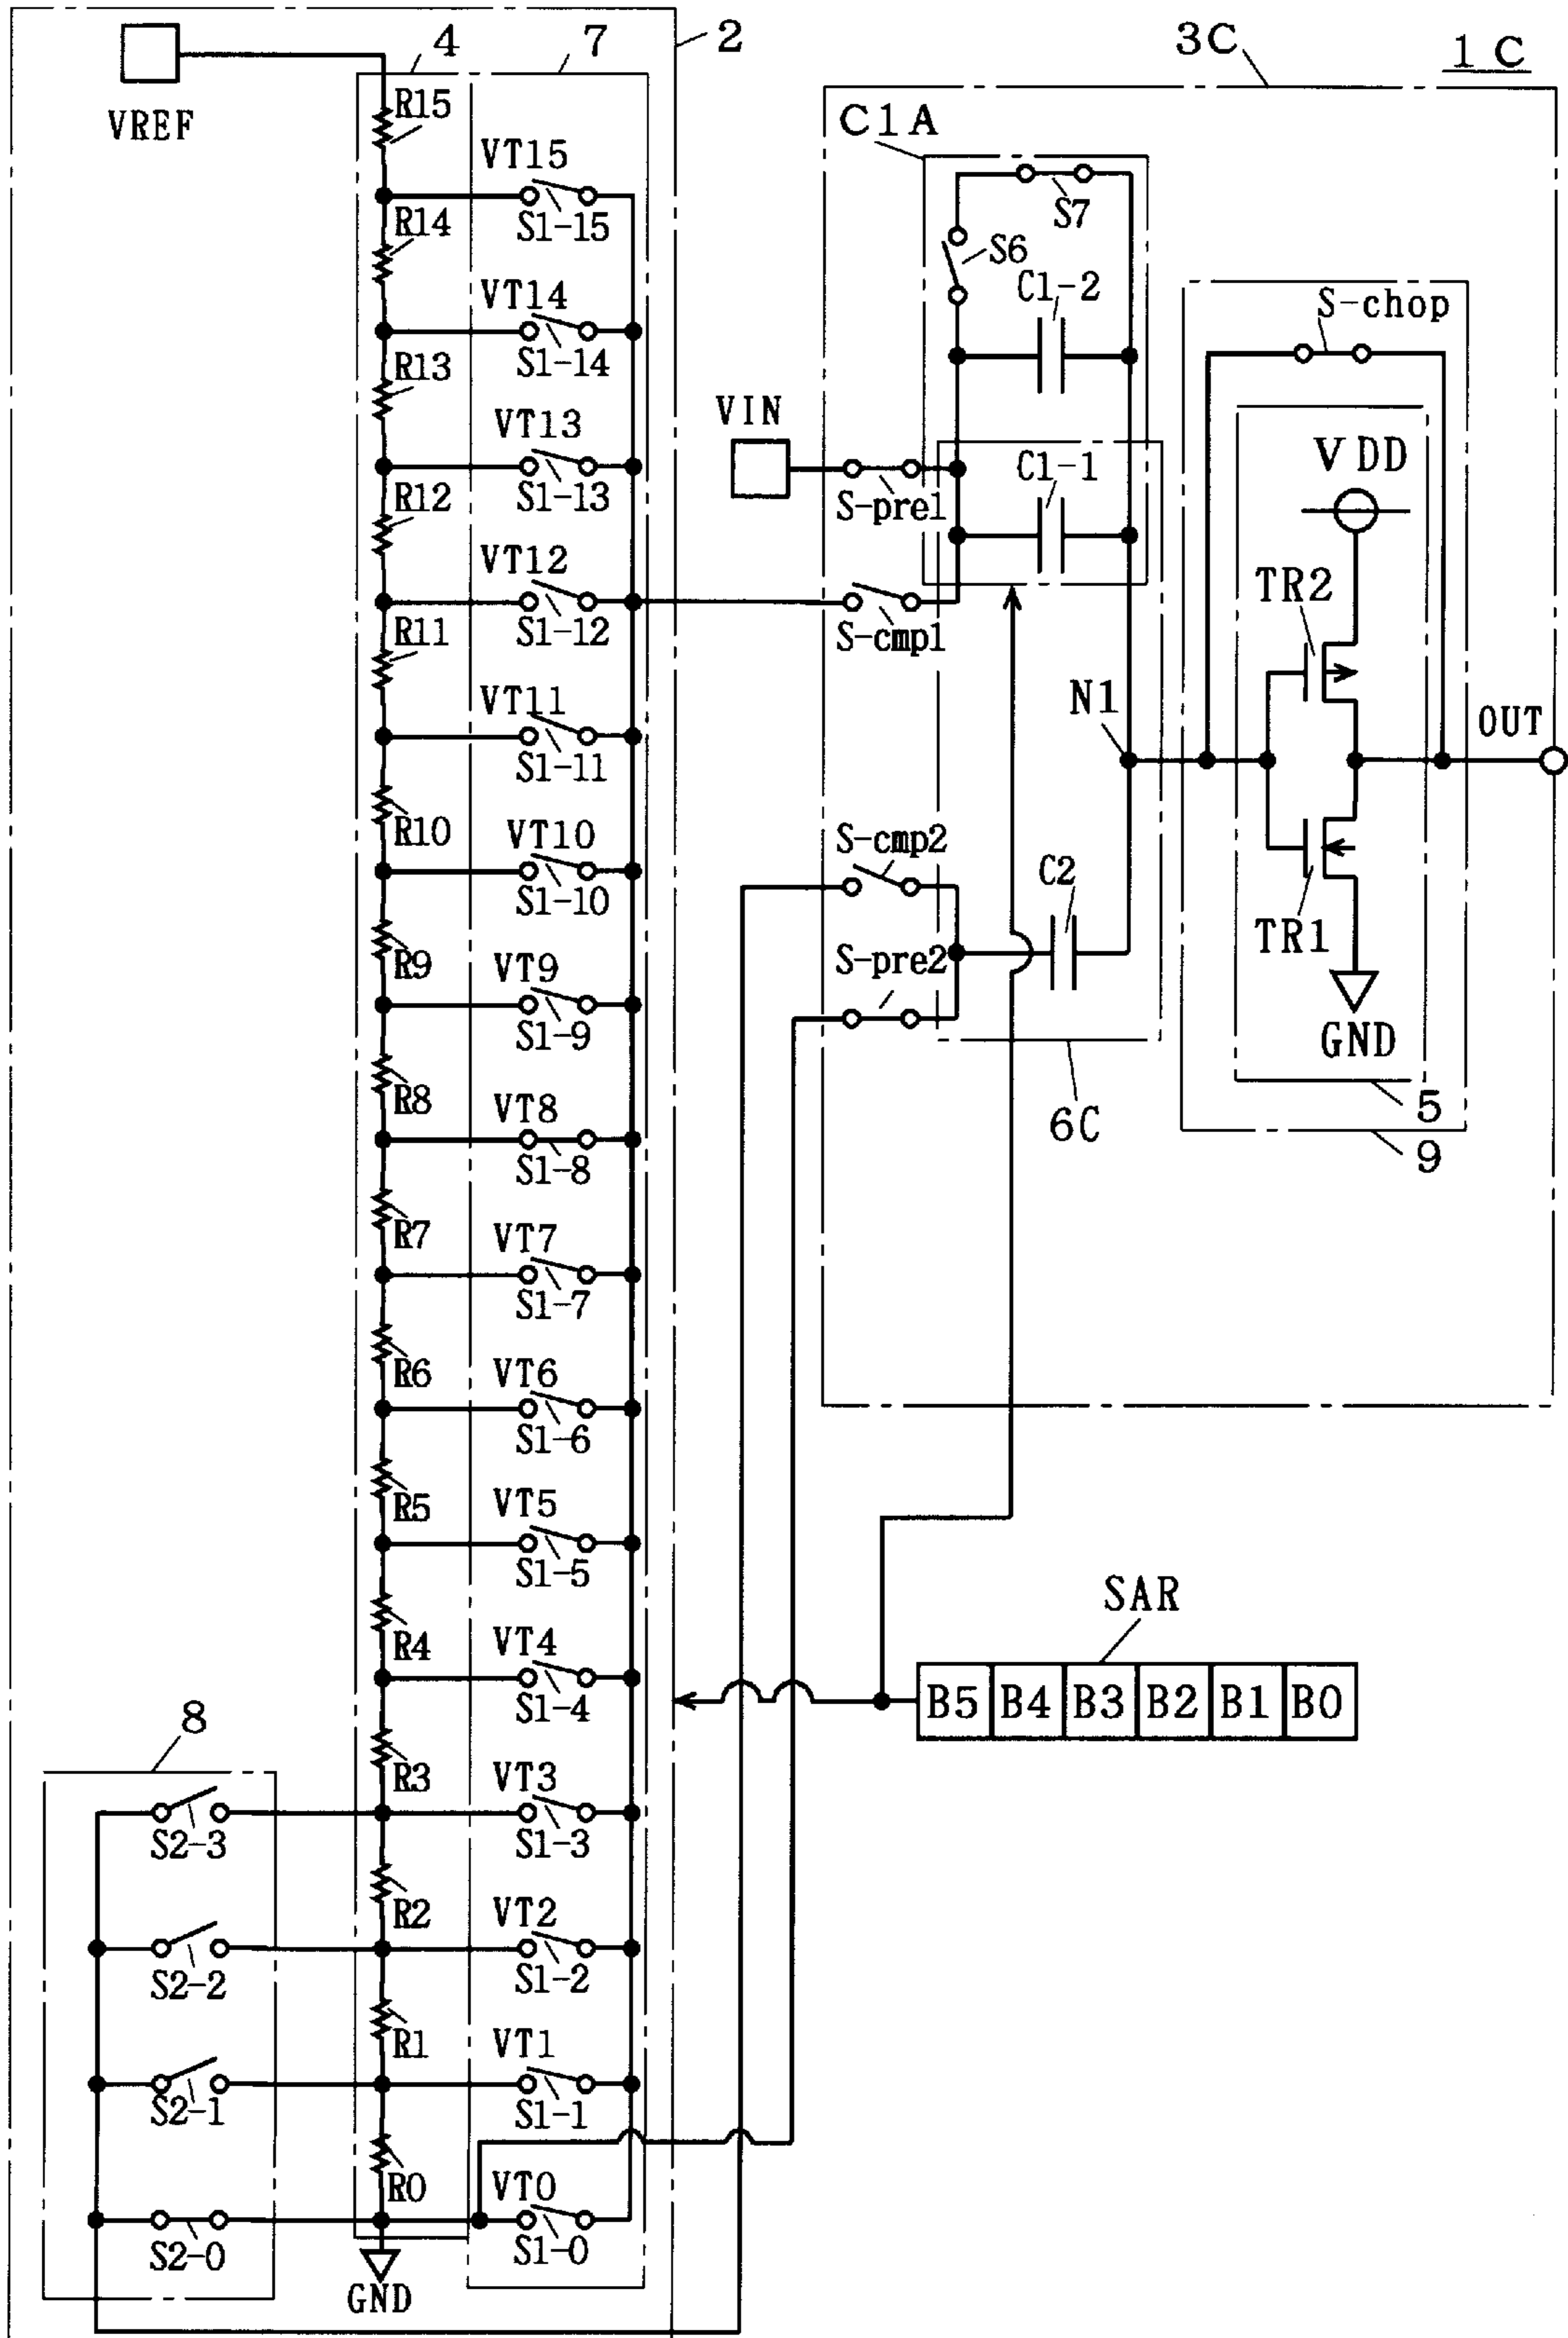 1C
2
4
7
3C
VREF
R15
VT15
S1-15
R14
VT14
S1-14
R13
VT13
S1-13
R12
VT12
S1-12
R11
VT11
S1-11
R10
VT10
S1-10
R9
VT9
S1-9
R8
VT8
S1-8
R7
VT7
S1-7
R6
VT6
S1-6
R5
VT5
S1-5
R4
VT4
S1-4
R3
VT3
S1-3
R2
VT2
S1-2
R1
VT1
S1-1
R0
VT0
S1-0
GND
8
S2-3
S2-2
S2-1
S2-0
C1A
S7
S6
C1-2
VIN
S-pre1
C1-1
S-cmp1
N1
S-cmp2
C2
S-pre2
6C
S-chop
VDD
TR2
OUT
TR1
GND
5
9
SAR
B5 B4 B3 B2 B1 B0